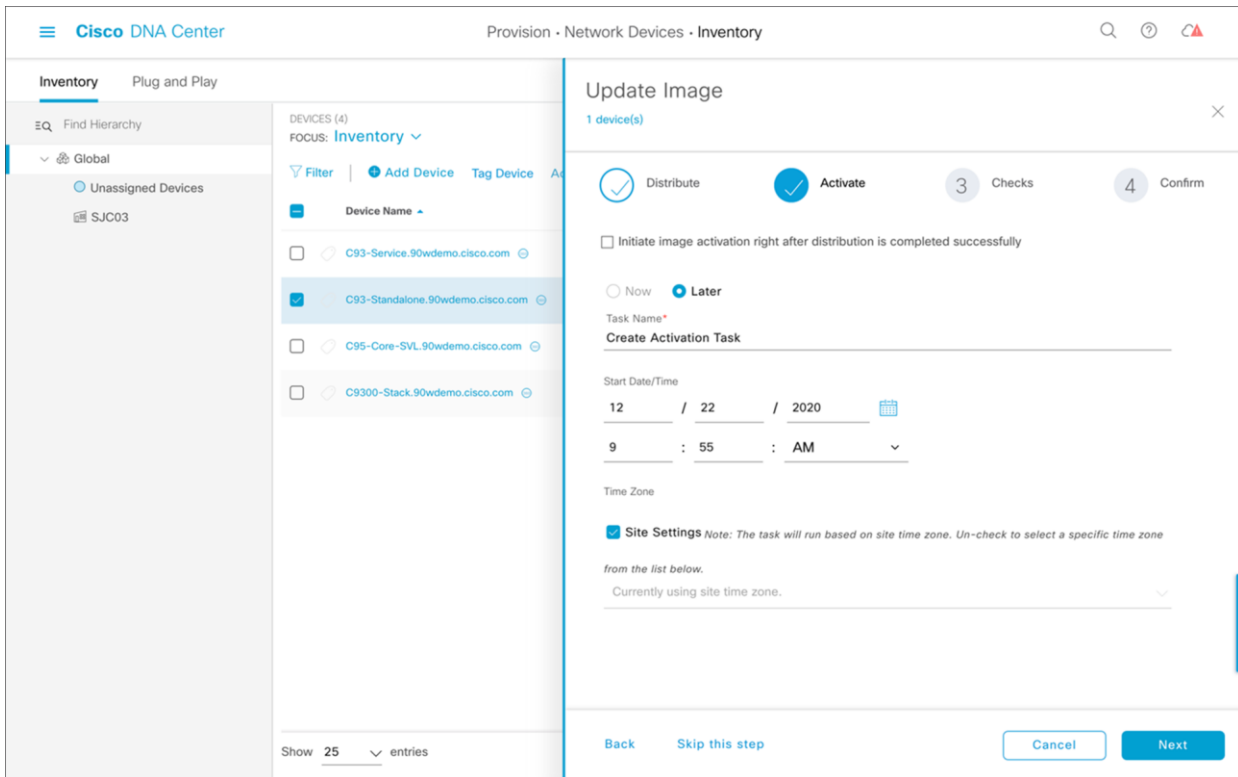 Cisco DNA Center
Provision · Network Devices · Inventory
Inventory Plug and Play
Find Hierarchy
Global
Unassigned Devices
SJC03
DEVICES (4)
FOCUS: Inventory
Filter Add Device Tag Device
Device Name
C93-Service.90wdemo.cisco.com
C93-Standalone.90wdemo.cisco.com
C95-Core-SVL.90wdemo.cisco.com
C9300-Stack.90wdemo.cisco.com
Show 25 entries
Update Image
1 device(s)
Distribute Activate 3 Checks 4 Confirm
Initiate image activation right after distribution is completed successfully
Now Later
Task Name*
Create Activation Task
Start Date/Time
12 / 22 / 2020
9 : 55 : AM
Time Zone
Site Settings Note: The task will run based on site time zone. Un-check to select a specific time zone
from the list below.
Currently using site time zone.
Back Skip this step Cancel Next